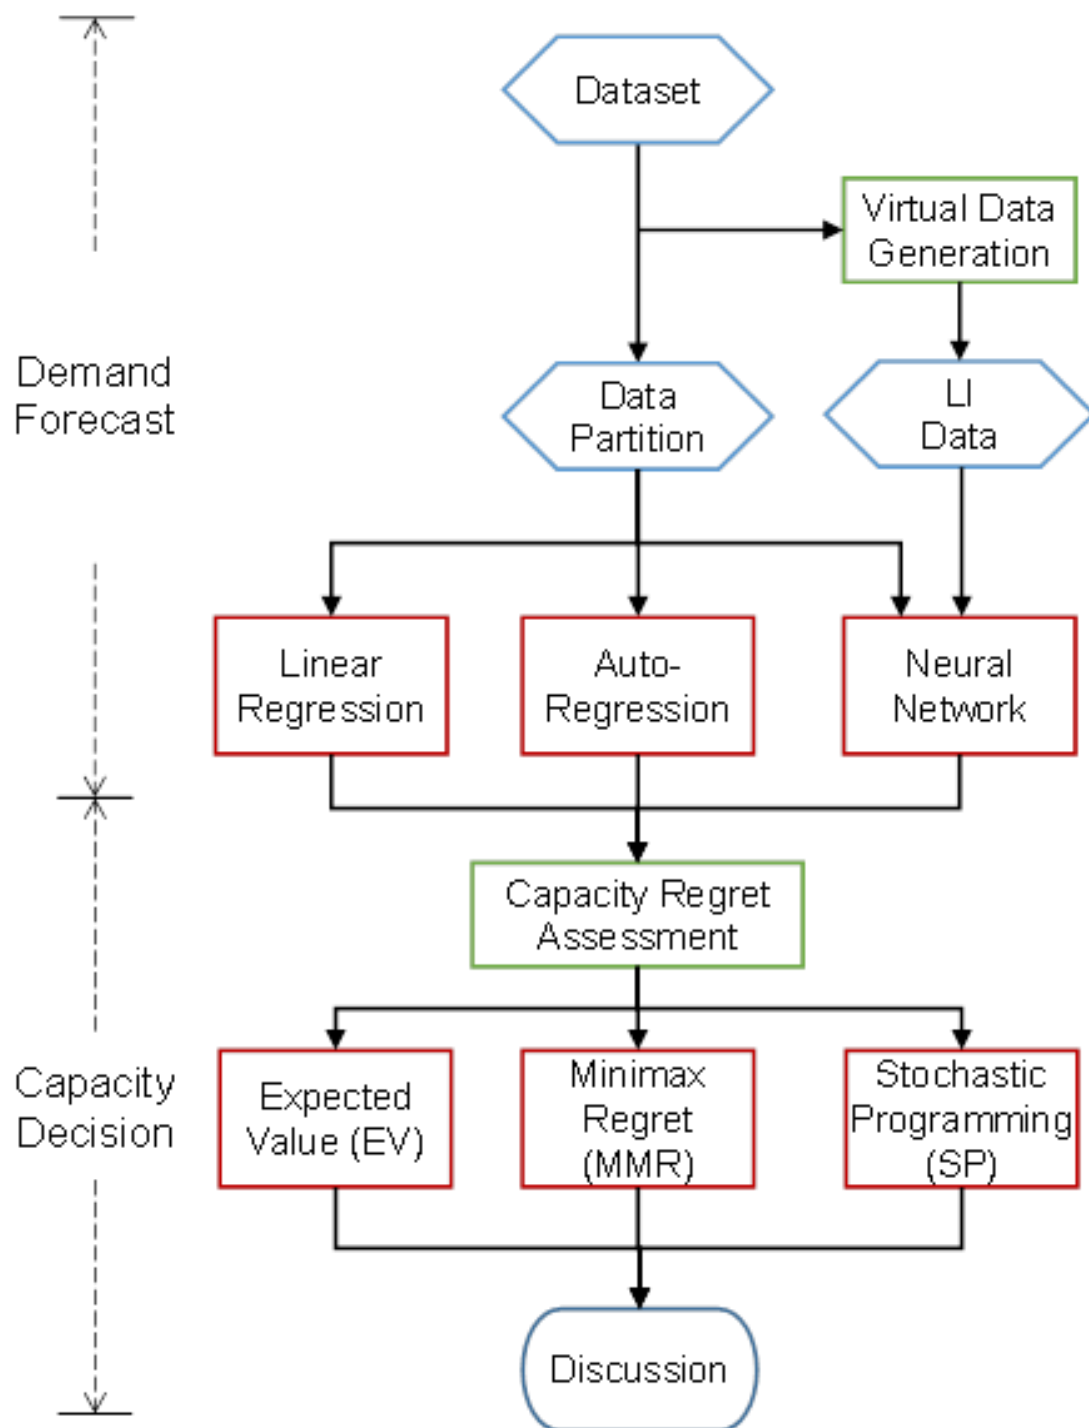 Dataset
Virtual Data
Generation
Demand
Forecast
Data
Partition
LI
Data
Linear
Regression
Auto-
Regression
Neural
Network
Capacity Regret
Assessment
Capacity
Decision
Expected
Value (EV)
Minimax
Regret
(MMR)
Stochastic
Programming
(SP)
Discussion